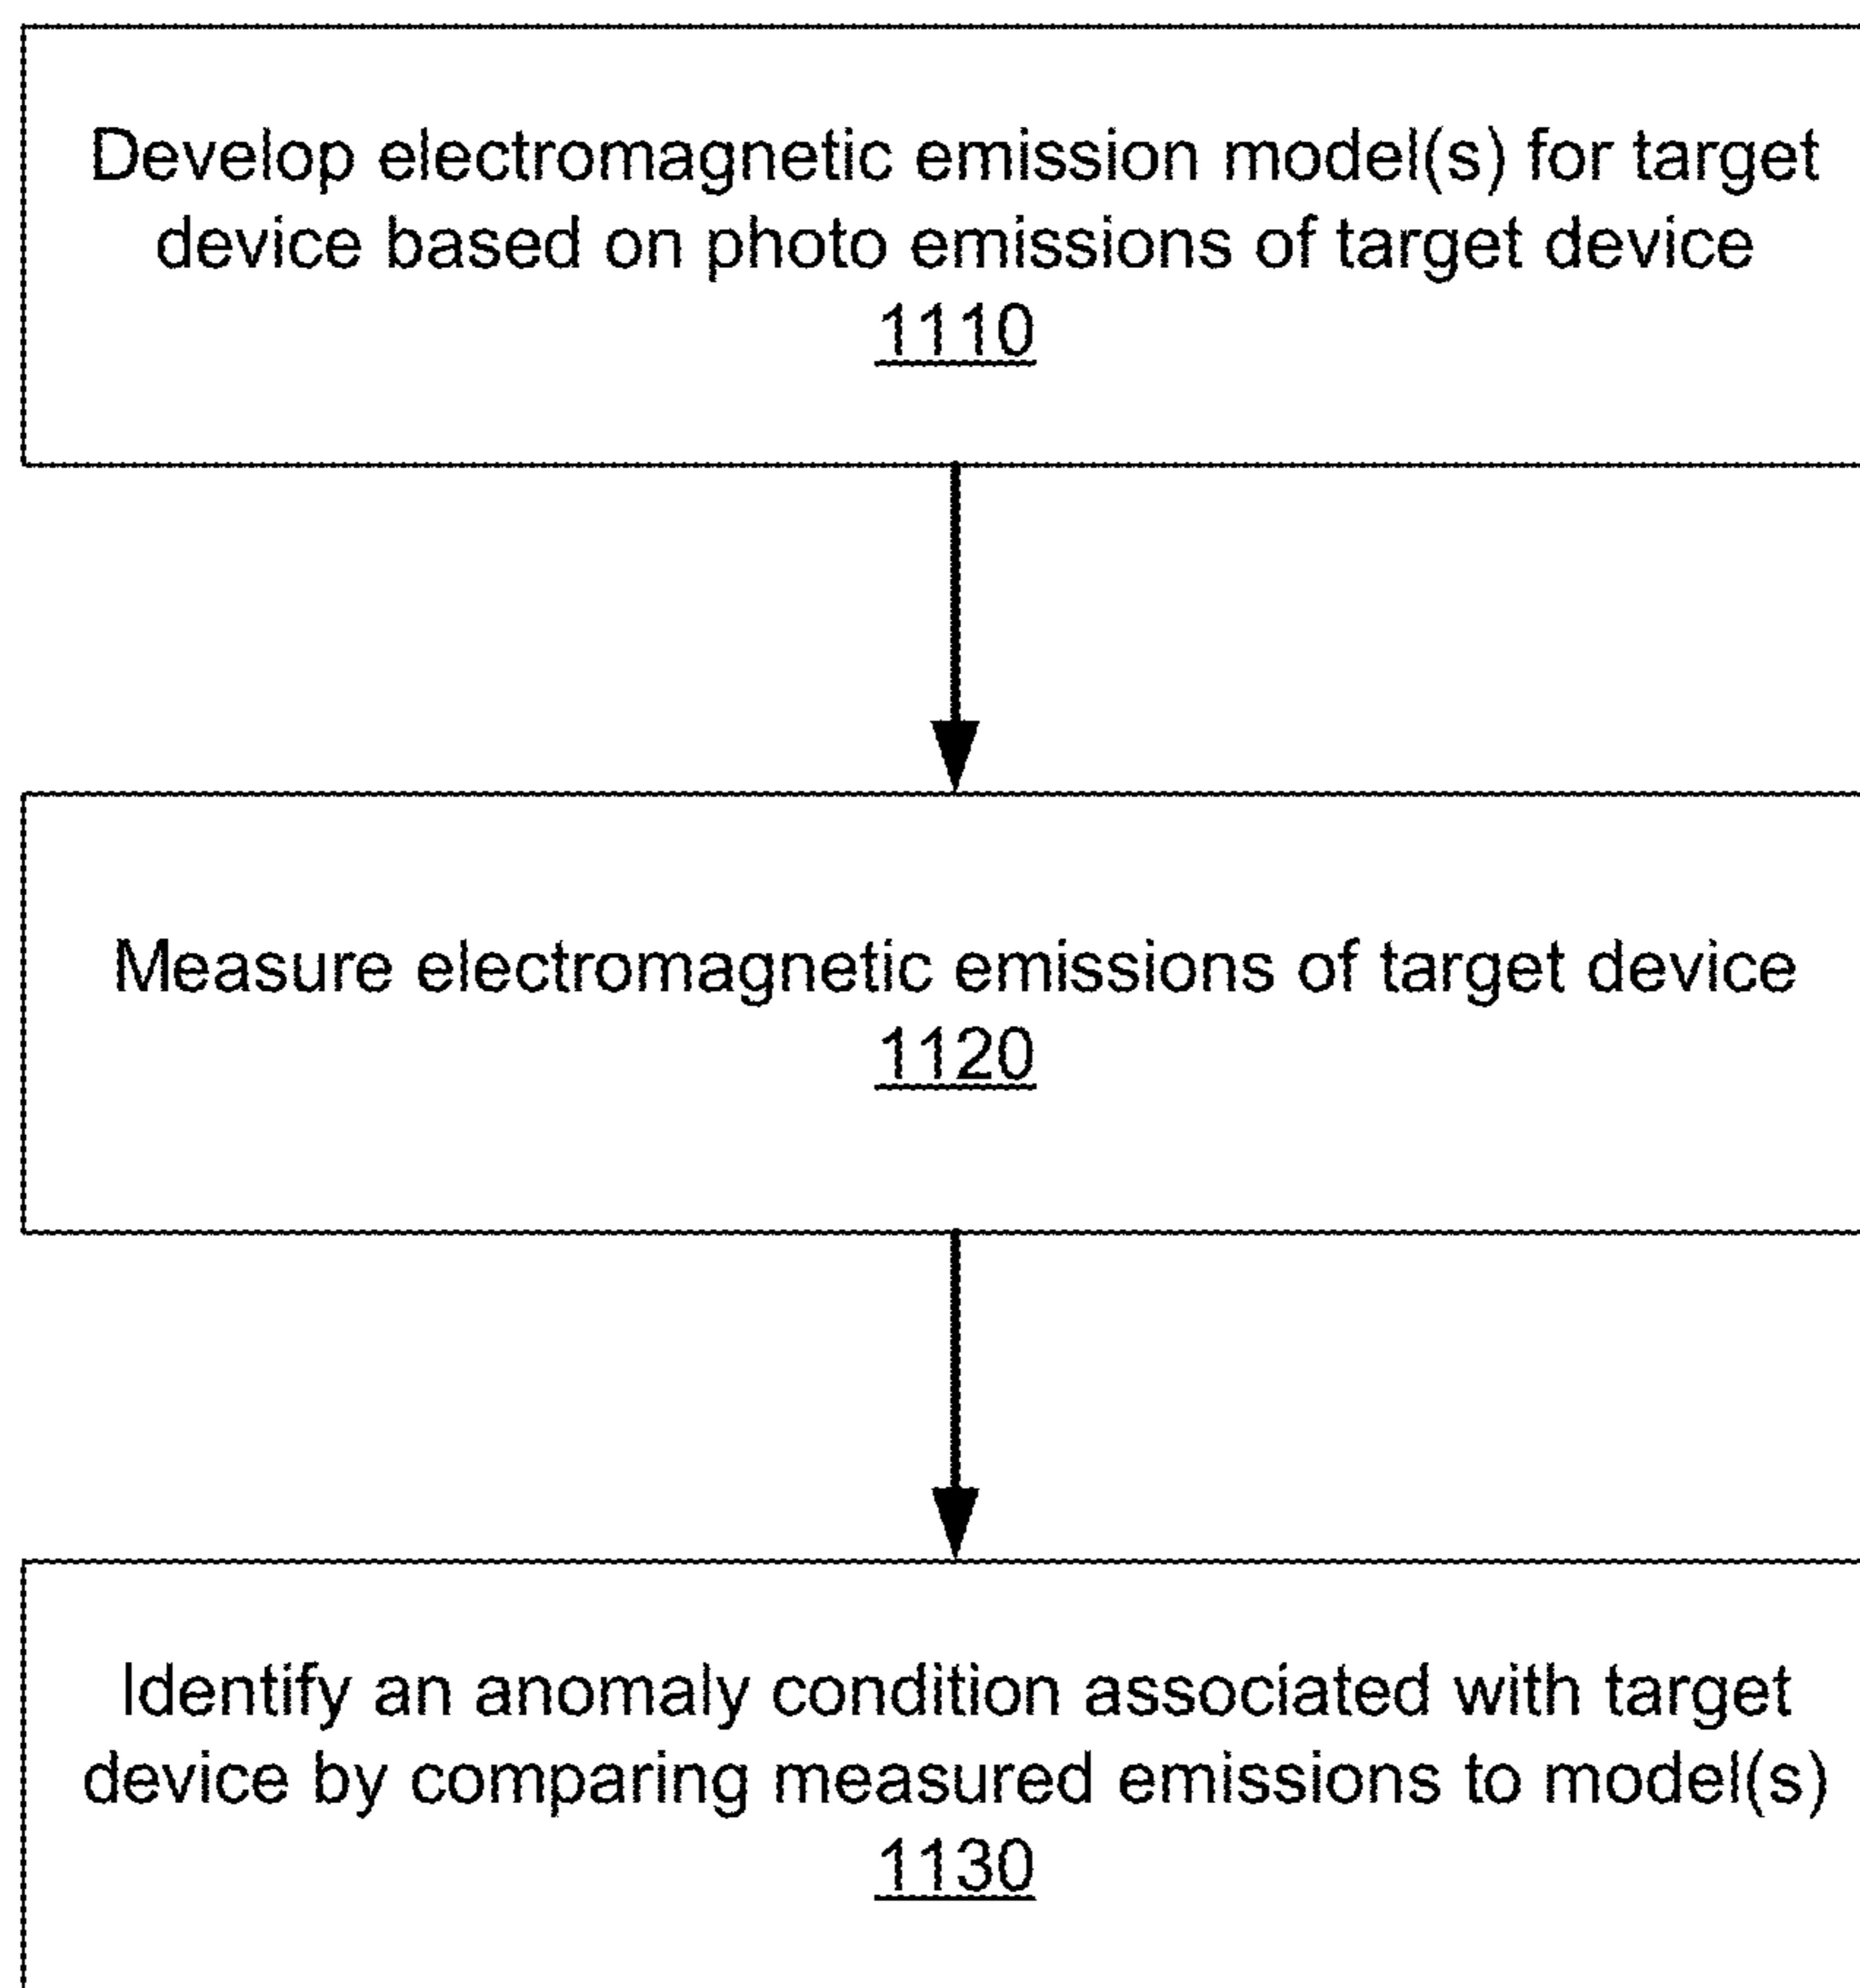 Develop electromagnetic emission model(s) for target
device based on photo emissions of target device
1110
Measure electromagnetic emissions of target device
1120
Identify an anomaly condition associated with target
device by comparing measured emissions to model(s)
1130